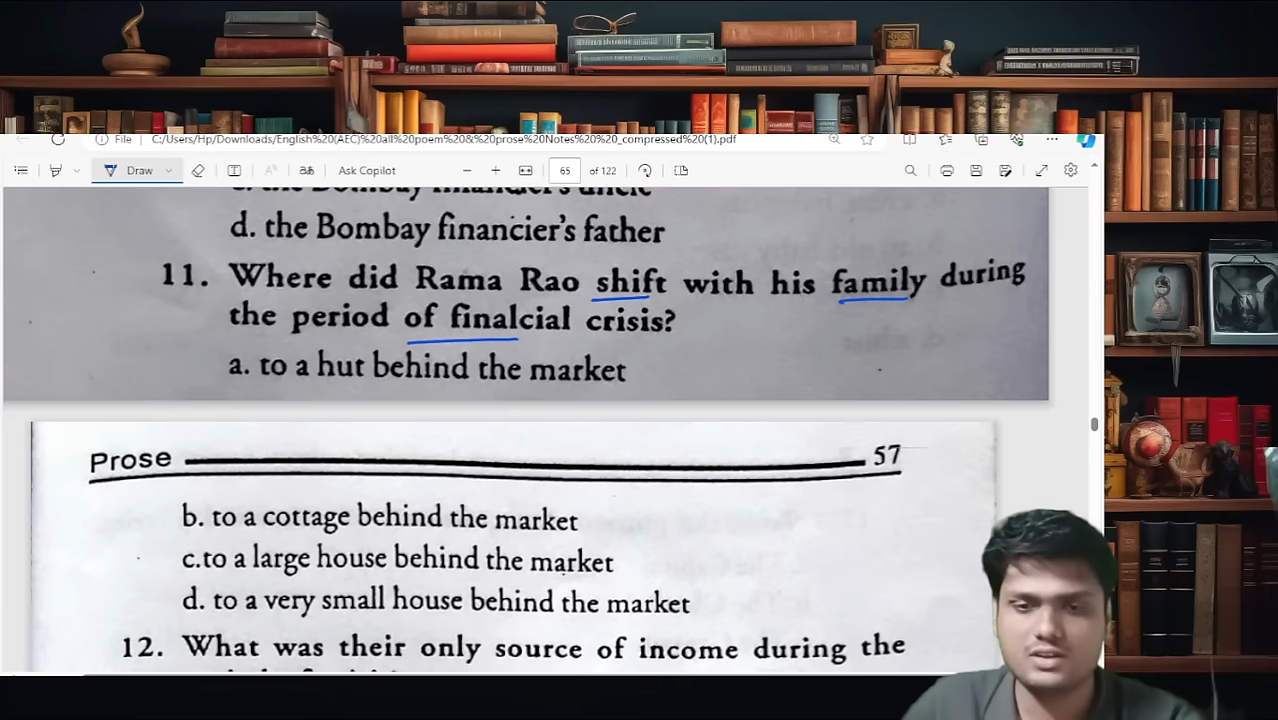 File C:/Users/Hp/Downloads/English%20(AEC)%20all%20poem%20&%20prose%20Notes%20%20_compressed%20(1).pdf
Draw Ask Copilot 65 of 122
d. the Bombay financier's father
11. Where did Rama Rao shift with his family during
the period of finalcial crisis?
a. to a hut behind the market
Prose 57
b. to a cottage behind the market
c.to a large house behind the market
d. to a very small house behind the market
12. What was their only source of income during the